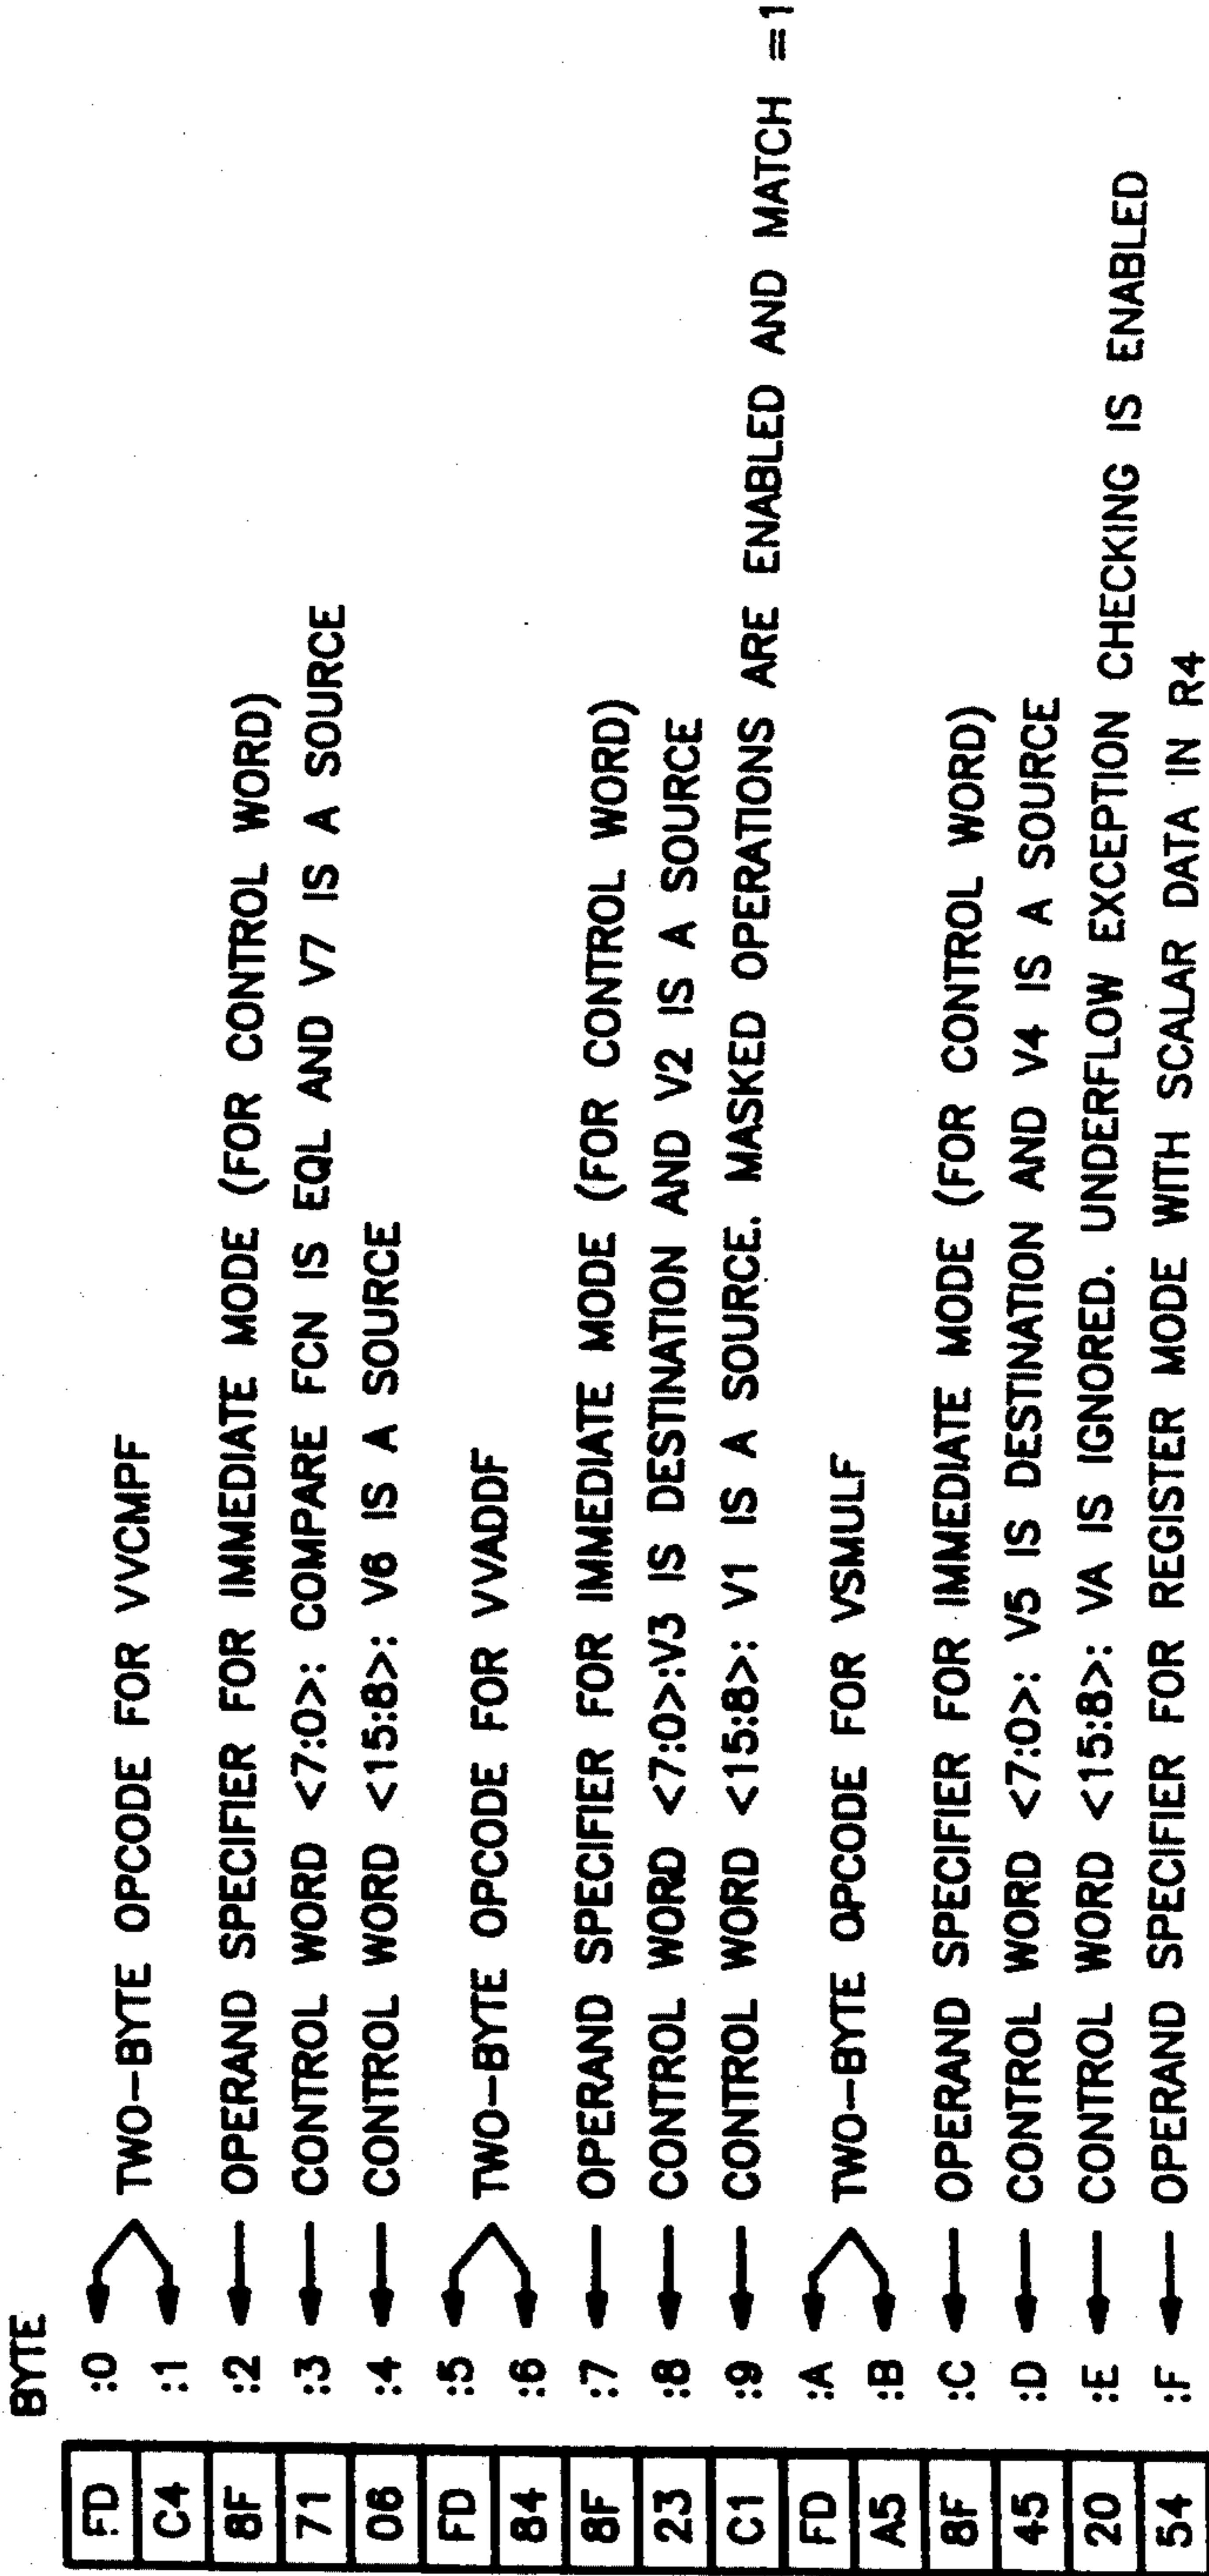 BYTE
FD :0 TWO-BYTE OPCODE FOR VVCMPF
C4 :1
8F :2 OPERAND SPECIFIER FOR IMMEDIATE MODE (FOR CONTROL WORD)
71 :3 CONTROL WORD <7:0>: COMPARE FCN IS EQL AND V7 IS A SOURCE
06 :4 CONTROL WORD <15:8>: V6 IS A SOURCE
FD :5 TWO-BYTE OPCODE FOR VVADDF
84 :6
8F :7 OPERAND SPECIFIER FOR IMMEDIATE MODE (FOR CONTROL WORD)
23 :8 CONTROL WORD <7:0>:V3 IS DESTINATION AND V2 IS A SOURCE
C1 :9 CONTROL WORD <15:8>: V1 IS A SOURCE. MASKED OPERATIONS ARE ENABLED AND MATCH =1
FD :A TWO-BYTE OPCODE FOR VSMULF
A5 :B
8F :C OPERAND SPECIFIER FOR IMMEDIATE MODE (FOR CONTROL WORD)
45 :D CONTROL WORD <7:0>: V5 IS DESTINATION AND V4 IS A SOURCE
20 :E CONTROL WORD <15:8>: VA IS IGNORED. UNDERFLOW EXCEPTION CHECKING IS ENABLED
54 :F OPERAND SPECIFIER FOR REGISTER MODE WITH SCALAR DATA IN R4